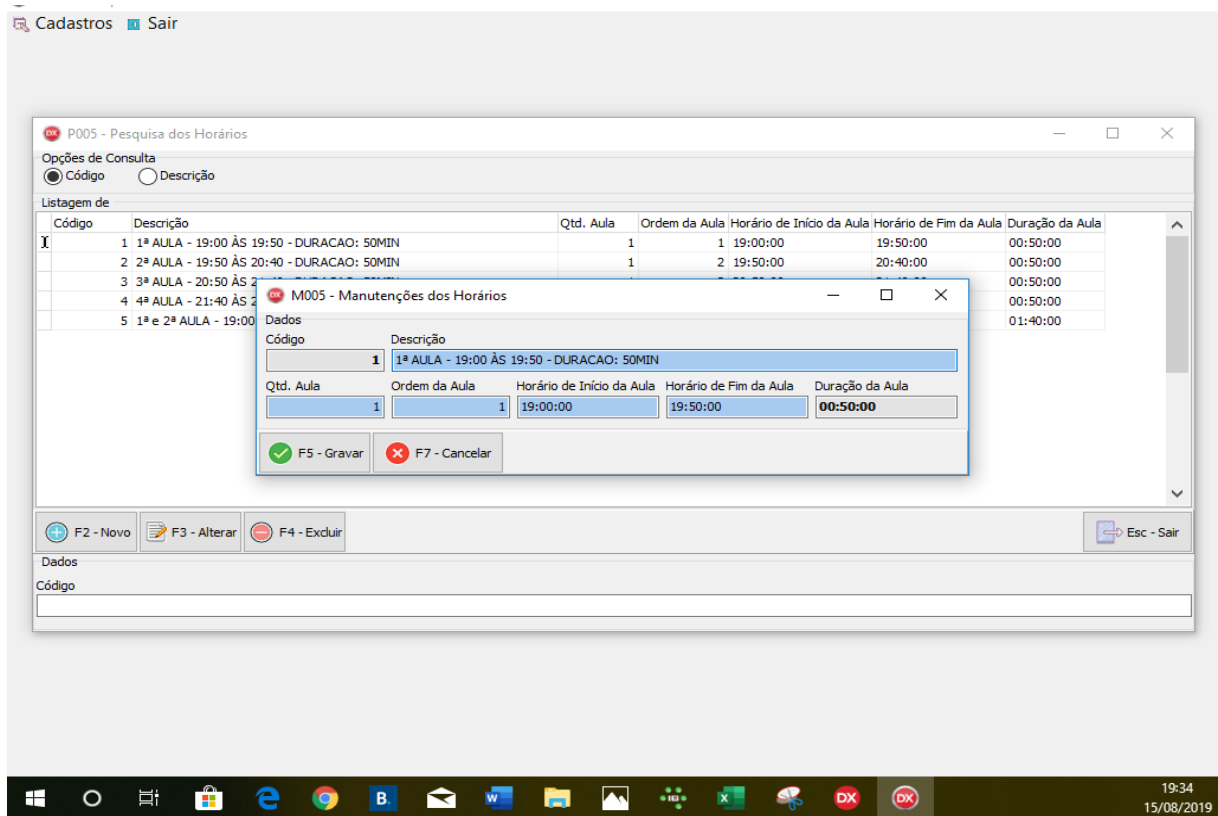 Cadastros Sair
P005 - Pesquisa dos Horários
Opções de Consulta
Código Descrição
Listagem de
Código Descrição Qtd. Aula Ordem da Aula Horário de Início da Aula Horário de Fim da Aula Duração da Aula
1 1ª AULA - 19:00 ÀS 19:50 - DURACAO: 50MIN 1 1 19:00:00 19:50:00 00:50:00
2 2ª AULA - 19:50 ÀS 20:40 - DURACAO: 50MIN 1 2 19:50:00 20:40:00 00:50:00
3 3ª AULA - 20:50 ÀS 00:50:00
4 4ª AULA - 21:40 ÀS 00:50:00
5 1ª e 2ª AULA - 19:00 01:40:00
M005 - Manutenções dos Horários
Dados
Código Descrição
1 1ª AULA - 19:00 ÀS 19:50 - DURACAO: 50MIN
Qtd. Aula Ordem da Aula Horário de Início da Aula Horário de Fim da Aula Duração da Aula
1 1 19:00:00 19:50:00 00:50:00
F5 - Gravar F7 - Cancelar
F2 - Novo F3 - Alterar F4 - Excluir Esc - Sair
Dados
Código
19:34
15/08/2019